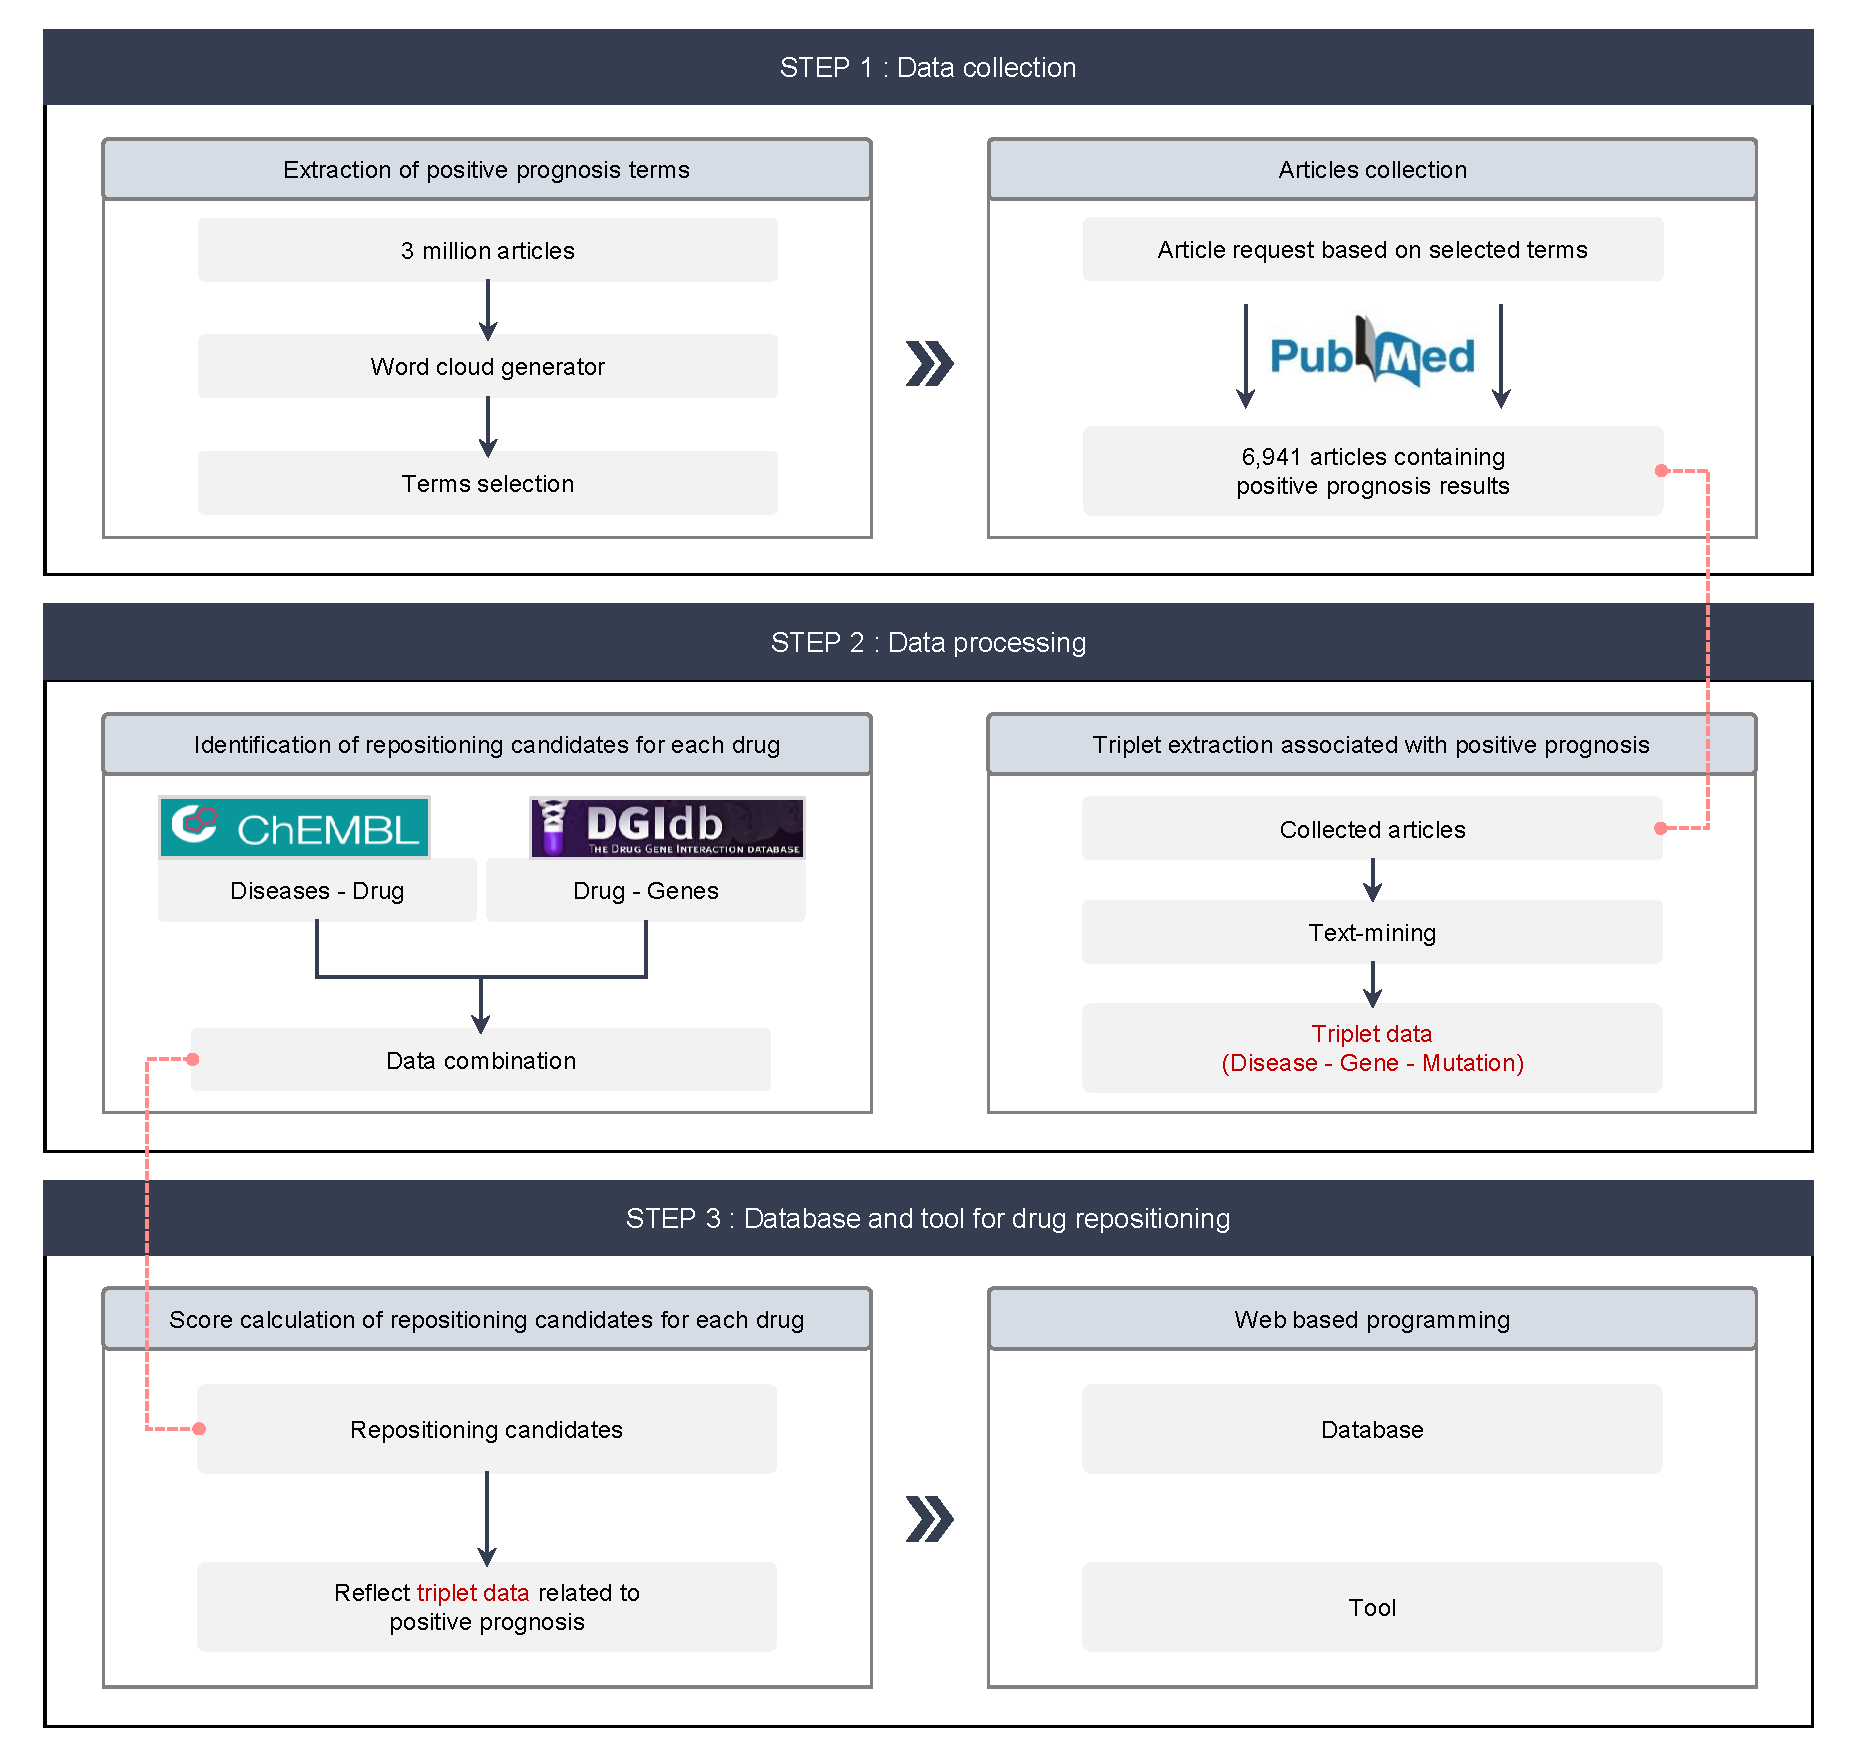 STEP 1 : Data collection
Extraction of positive prognosis terms
3 million articles
Word cloud generator
Terms selection
Articles collection
Article request based on selected terms
PubMed
6,941 articles containing
positive prognosis results
STEP 2 : Data processing
Identification of repositioning candidates for each drug
ChEMBL
DGIdb
THE DRUG GENE INTERACTION DATABASE
Diseases - Drug
Drug - Genes
Data combination
Triplet extraction associated with positive prognosis
Collected articles
Text-mining
Triplet data
(Disease - Gene - Mutation)
STEP 3 : Database and tool for drug repositioning
Score calculation of repositioning candidates for each drug
Repositioning candidates
Reflect triplet data related to
positive prognosis
Web based programming
Database
Tool